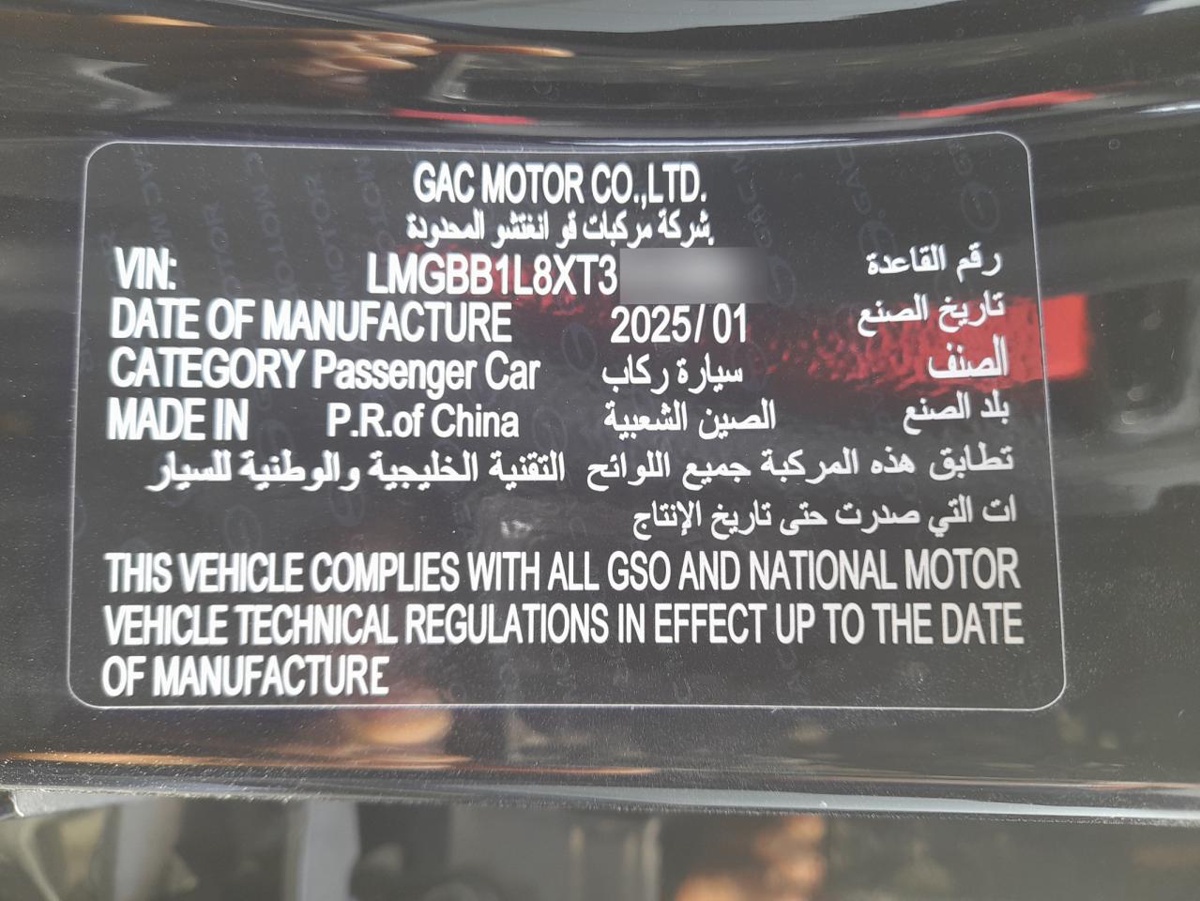 GAC MOTOR CO.,LTD.
شركة مركبات قو انغتشو المحدودة.
VIN: LMGBB1L8XT3 رقم القاعدة
DATE OF MANUFACTURE 2025/01 تاريخ الصنع
CATEGORY Passenger Car سيارة ركاب الصنف
MADE IN P.R.of China الصين الشعبية بلد الصنع
تطابق هذه المركبة جميع اللوائح التقنية الخليجية والوطنية للسيار
ات التي صدرت حتى تاريخ الإنتاج
THIS VEHICLE COMPLIES WITH ALL GSO AND NATIONAL MOTOR
VEHICLE TECHNICAL REGULATIONS IN EFFECT UP TO THE DATE
OF MANUFACTURE